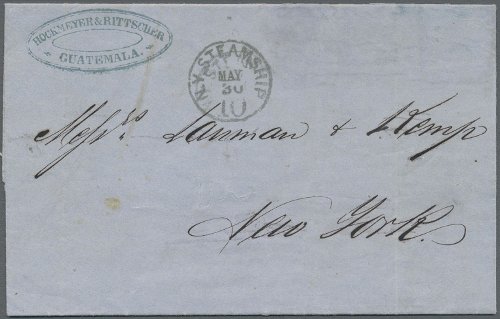 HOCKMEYER & RITTSCHER
GUATEMALA.
N.Y. STEAMSHIP
MAY
30
10
Messrs. Lanman & Kemp
New York.